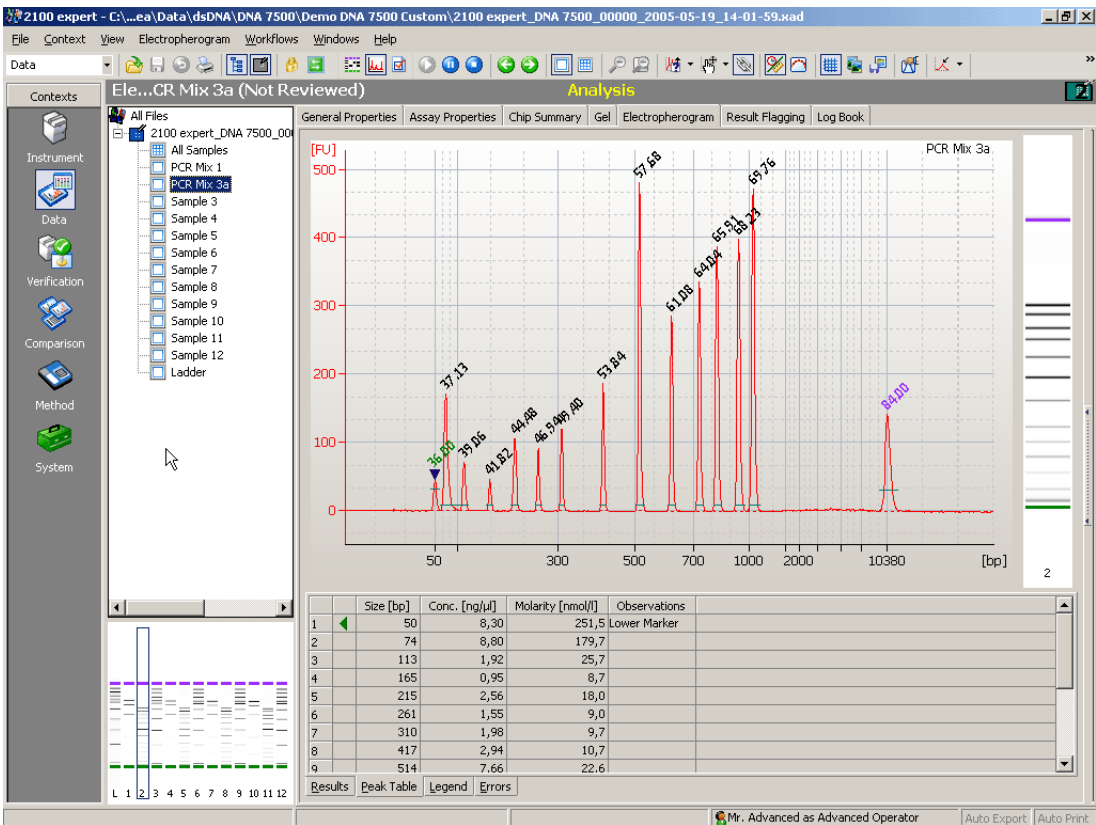 2100 expert - C:\...ea\Data\dsDNA\DNA 7500\Demo DNA 7500 Custom\2100 expert_DNA 7500_00000_2005-05-19_14-01-59.xad
File Context View Electropherogram Workflows Windows Help
Data
Contexts
Ele...CR Mix 3a (Not Reviewed) Analysis
Instrument
Data
Verification
Comparison
Method
System
All Files
2100 expert_DNA 7500_00
All Samples
PCR Mix 1
PCR Mix 3a
Sample 3
Sample 4
Sample 5
Sample 6
Sample 7
Sample 8
Sample 9
Sample 10
Sample 11
Sample 12
Ladder
L 1 2 3 4 5 6 7 8 9 10 11 12
General Properties Assay Properties Chip Summary Gel Electropherogram Result Flagging Log Book
[FU] PCR Mix 3a
500
400
300
200
100
0
36.00 37.13 39.06 41.82 44.48 46.94 49.40 53.84 57.68 61.08 64.04 65.91 68.23 69.76 84.00
50 300 500 700 1000 2000 10380 [bp]
2
Size [bp] Conc. [ng/µl] Molarity [nmol/l] Observations
1 50 8,30 251,5 Lower Marker
2 74 8,80 179,7
3 113 1,92 25,7
4 165 0,95 8,7
5 215 2,56 18,0
6 261 1,55 9,0
7 310 1,98 9,7
8 417 2,94 10,7
9 514 7,66 22,6
Results Peak Table Legend Errors
Mr. Advanced as Advanced Operator Auto Export Auto Print